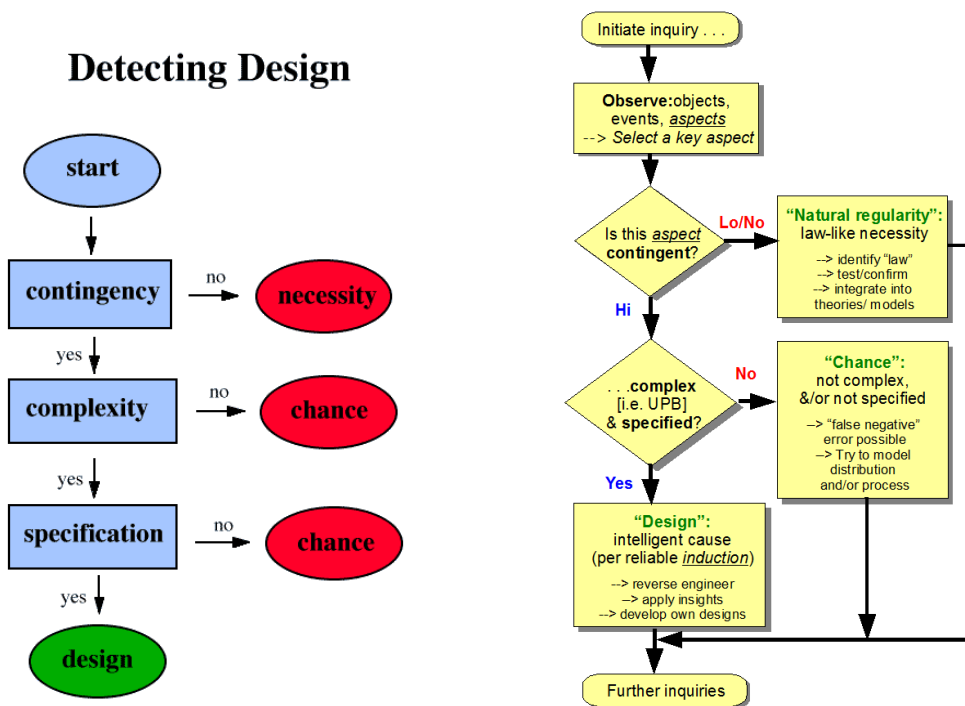 Detecting Design
start
contingency
no
necessity
yes
complexity
no
chance
yes
specification
no
chance
yes
design
Initiate inquiry . . .
Observe:objects,
events, aspects
--> Select a key aspect
Is this aspect
contingent?
Lo/No
“Natural regularity”:
law-like necessity
--> identify “law”
--> test/confirm
--> integrate into
theories/ models
Hi
. . .complex
[i.e. UPB]
& specified?
No
“Chance”:
not complex,
&/or not specified
--> “false negative”
error possible
--> Try to model
distribution
and/or process
Yes
“Design”:
intelligent cause
(per reliable induction)
--> reverse engineer
--> apply insights
--> develop own designs
Further inquiries